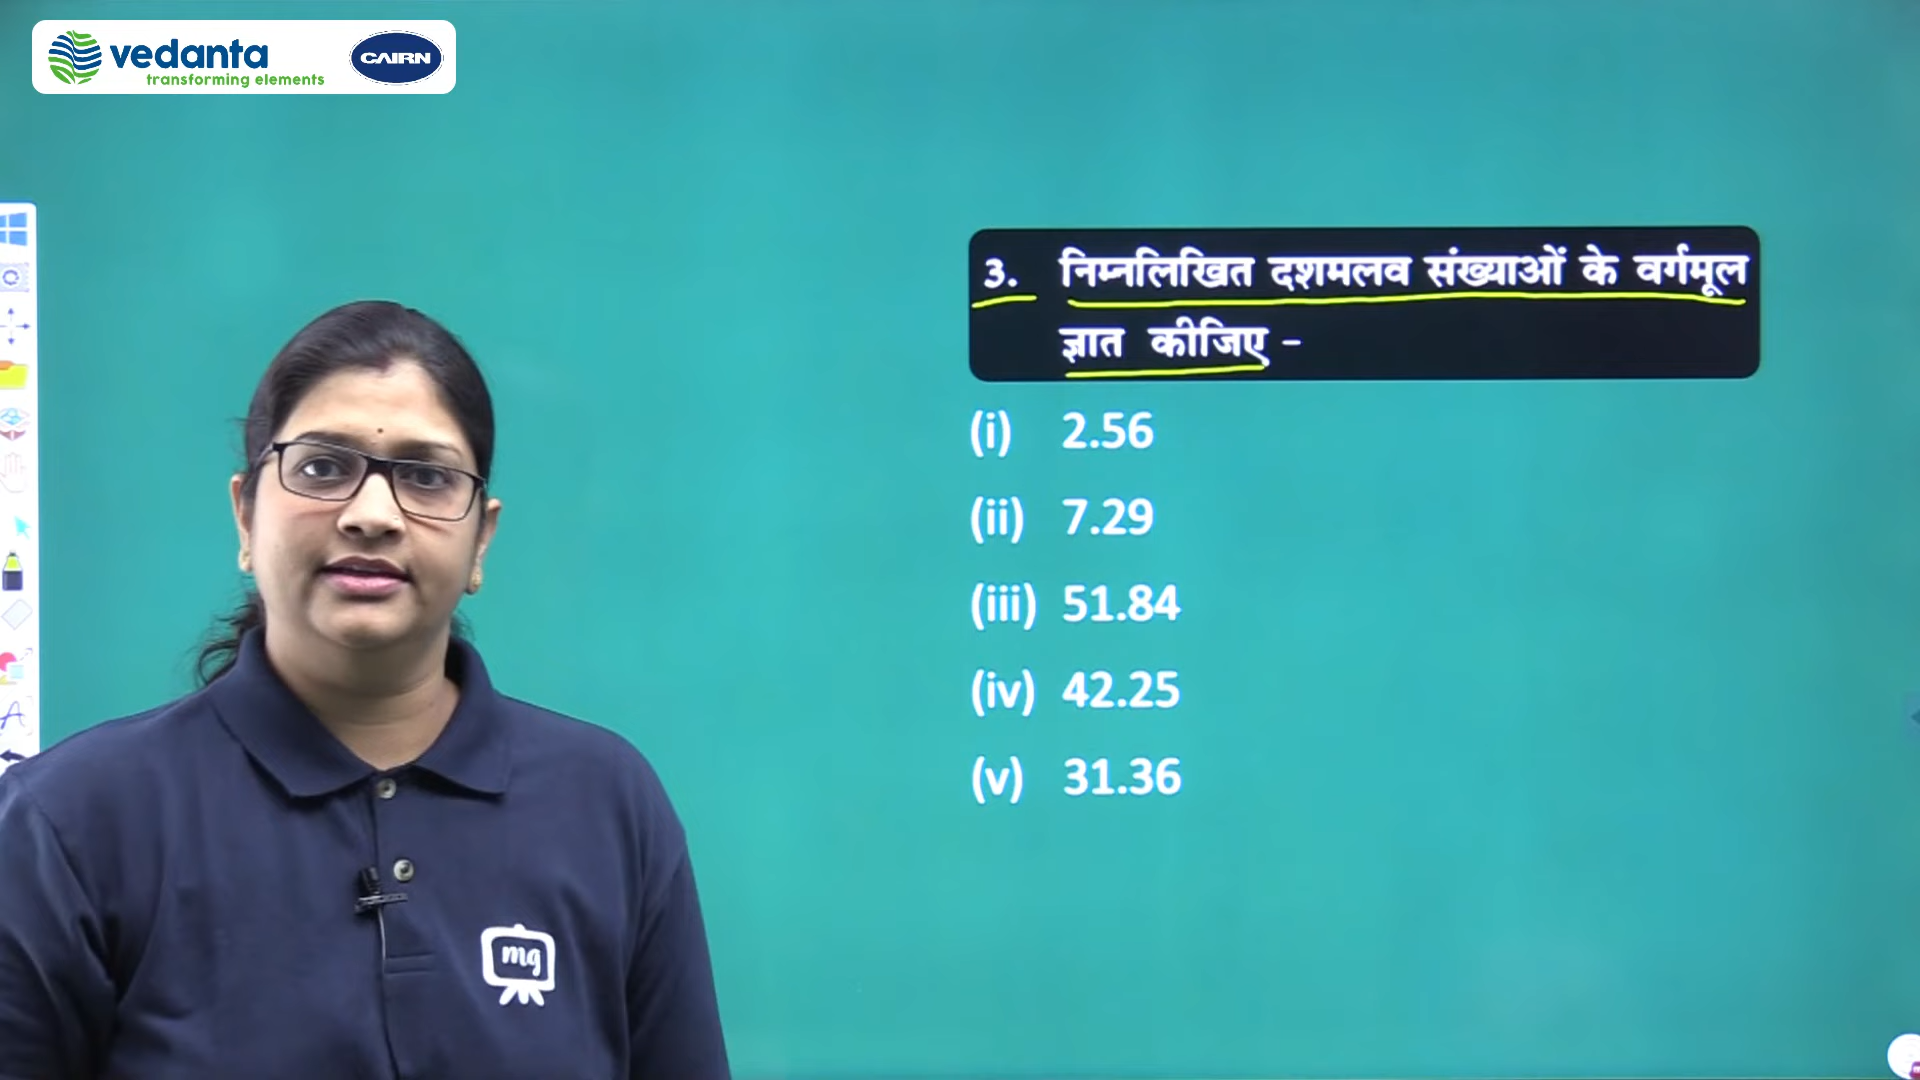 vedanta
transforming elements
CAIRN
3. निम्नलिखित दशमलव संख्याओं के वर्गमूल
ज्ञात कीजिए –
(i) 2.56
(ii) 7.29
(iii) 51.84
(iv) 42.25
(v) 31.36
mg